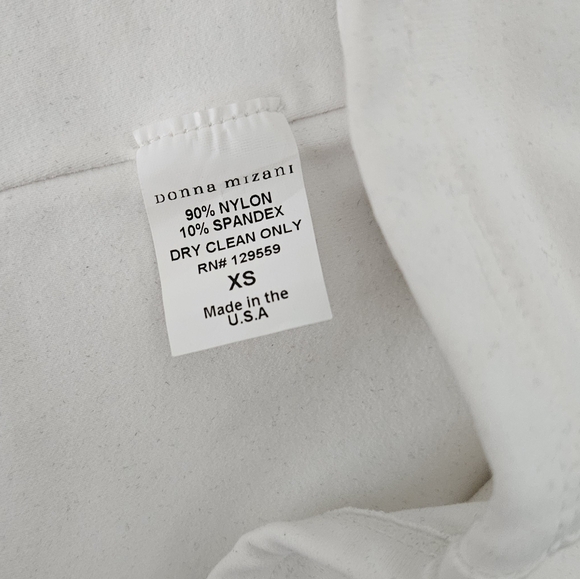 Donna mizani
90% NYLON
10% SPANDEX
DRY CLEAN ONLY
RN# 129559
XS
Made in the
U.S.A